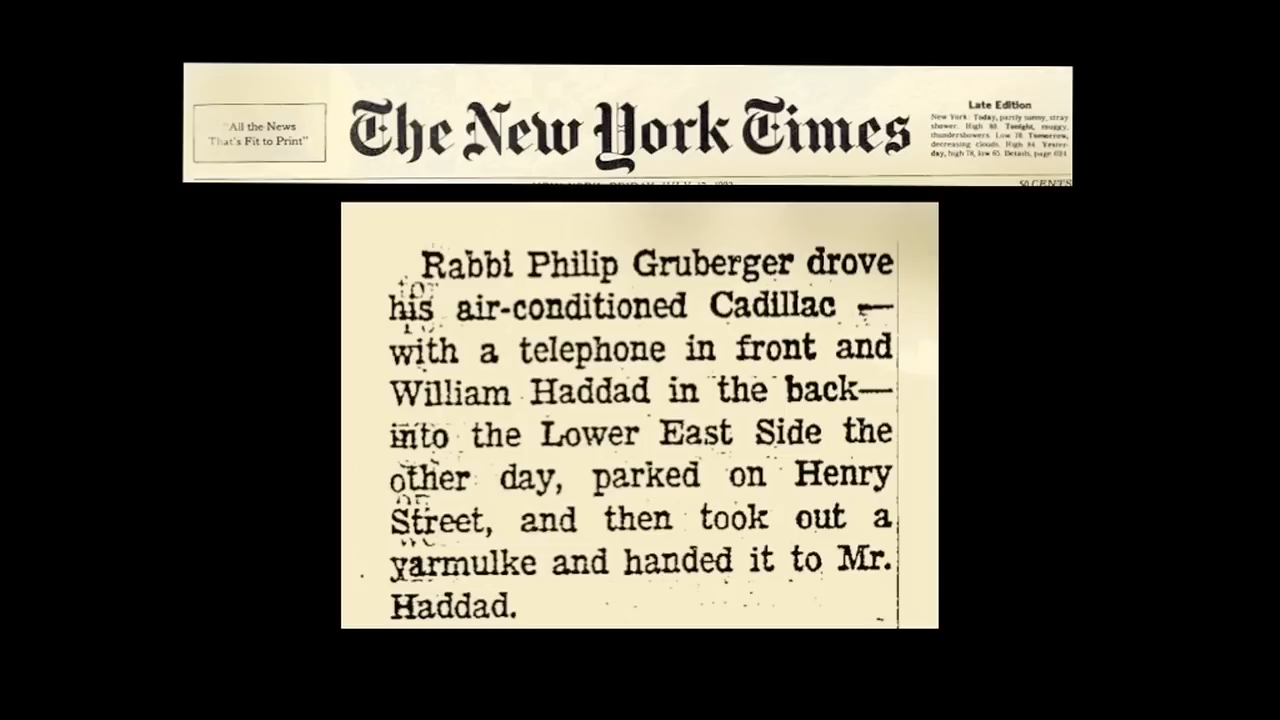 "All the News
That's Fit to Print"
The New York Times
Late Edition
New York: Today, partly sunny, stray
shower. High 80. Tonight, muggy,
thundershowers. Low 70. Tomorrow,
decreasing clouds. High 84. Yester-
day, high 78, low 65. Details, page
50 CENTS
Rabbi Philip Gruberger drove
his air-conditioned Cadillac —
with a telephone in front and
William Haddad in the back—
into the Lower East Side the
other day, parked on Henry
Street, and then took out a
yarmulke and handed it to Mr.
Haddad.